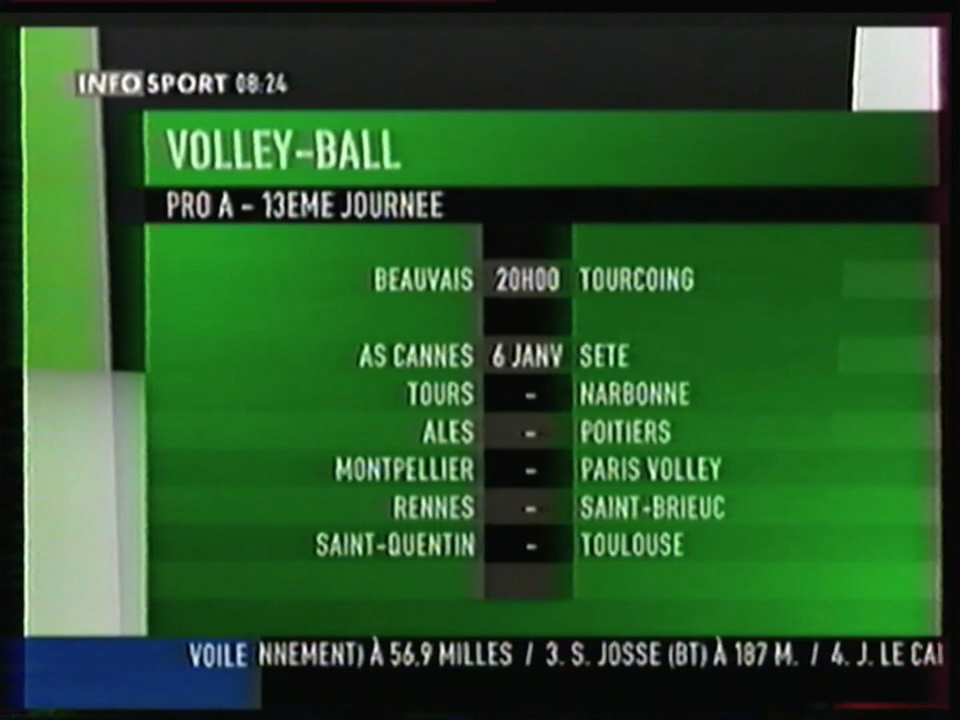 INFOSPORT 08:24
VOLLEY-BALL
PRO A - 13EME JOURNEE
BEAUVAIS 20H00 TOURCOING
AS CANNES 6 JANV SETE
TOURS - NARBONNE
ALES - POITIERS
MONTPELLIER - PARIS VOLLEY
RENNES - SAINT-BRIEUC
SAINT-QUENTIN - TOULOUSE
VOILE NNEMENT) À 56.9 MILLES / 3. S. JOSSE (BT) À 187 M. / 4. J. LE CA